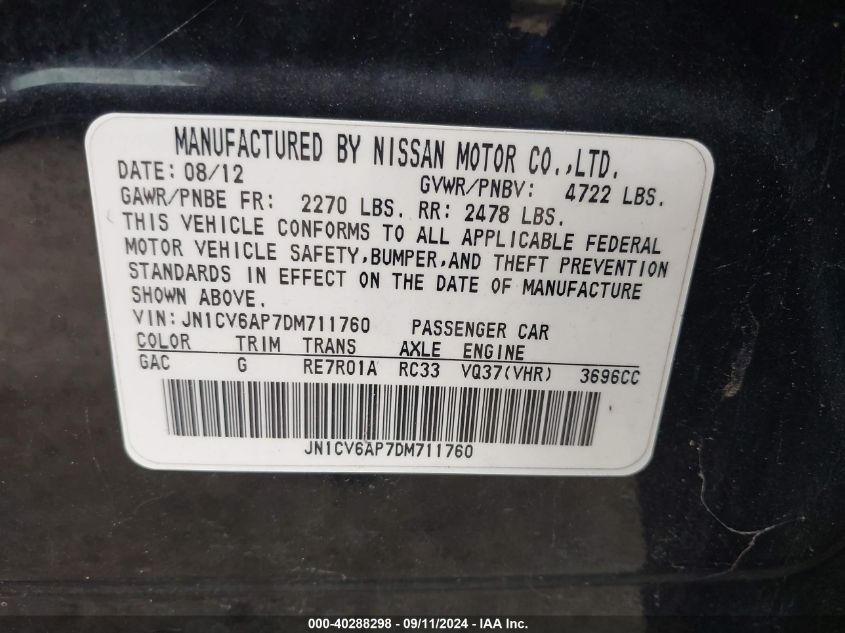 MANUFACTURED BY NISSAN MOTOR CO.,LTD.
DATE: 08/12 GVWR/PNBV: 4722 LBS.
GAWR/PNBE FR: 2270 LBS. RR: 2478 LBS.
THIS VEHICLE CONFORMS TO ALL APPLICABLE FEDERAL
MOTOR VEHICLE SAFETY,BUMPER,AND THEFT PREVENTION
STANDARDS IN EFFECT ON THE DATE OF MANUFACTURE
SHOWN ABOVE.
VIN:JN1CV6AP7DM711760 PASSENGER CAR
COLOR TRIM TRANS AXLE ENGINE
GAC G RE7R01A RC33 VQ37(VHR) 3696CC
JN1CV6AP7DM711760
000-40288298 - 09/11/2024 - IAA Inc.